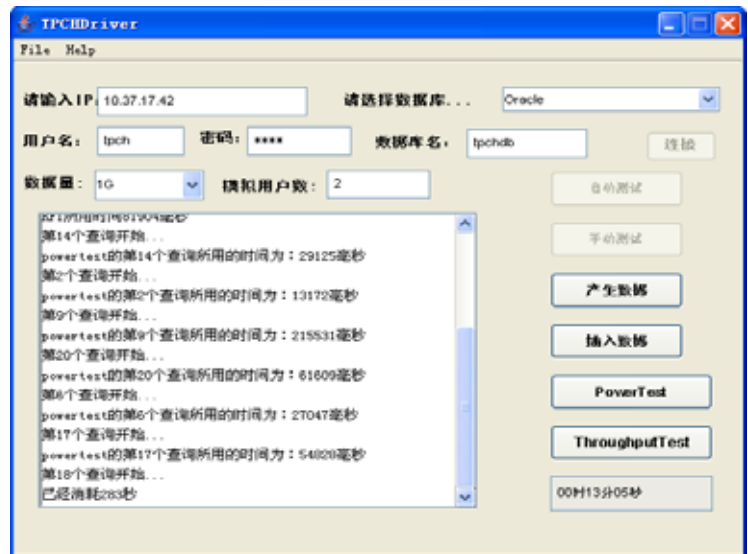 TPCHDriver
File Help
请输入IP: 10.37.17.42 请选择数据库... Oracle
用户名: tpch 密码: **** 数据库名: tpchdb 连接
数据量: 1G 模拟用户数: 2 自动测试
RF1所用时间81904毫秒
第14个查询开始...
powertest的第14个查询所用的时间为：29125毫秒
第2个查询开始...
powertest的第2个查询所用的时间为：13172毫秒
第9个查询开始...
powertest的第9个查询所用的时间为：215531毫秒
第20个查询开始...
powertest的第20个查询所用的时间为：61609毫秒
第6个查询开始...
powertest的第6个查询所用的时间为：27047毫秒
第17个查询开始...
powertest的第17个查询所用的时间为：54828毫秒
第18个查询开始...
已经消耗283秒
手动测试
产生数据
插入数据
PowerTest
ThroughputTest
00时13分05秒